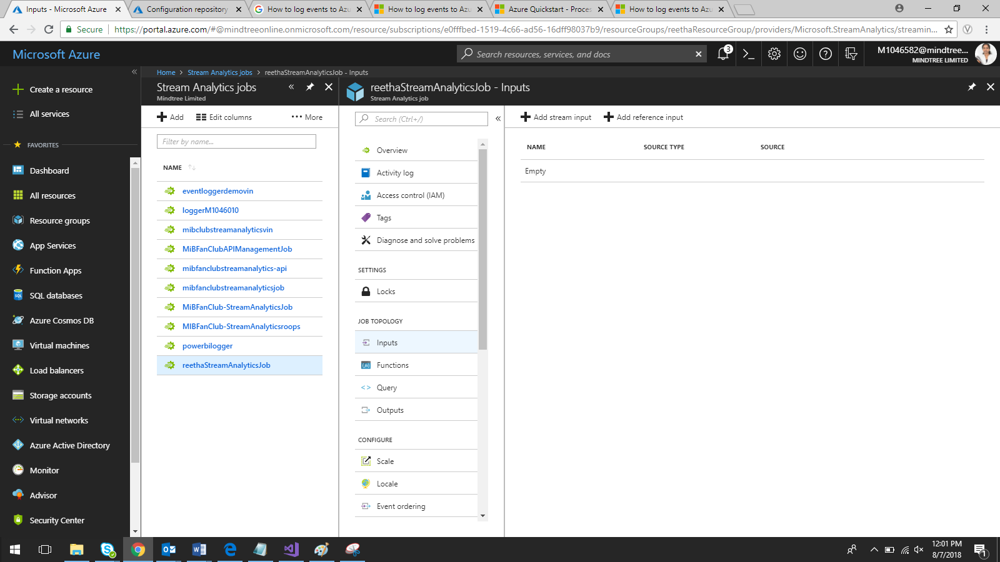 Inputs - Microsoft Azure
Configuration repository
How to log events to Azu
How to log events to Azu
Azure Quickstart - Proces
How to log events to Azu
Secure
https://portal.azure.com/#@mindtreeonline.onmicrosoft.com/resource/subscriptions/e0fffbed-1519-4c66-ad56-16dff98037b9/resourceGroups/reethaResourceGroup/providers/Microsoft.StreamAnalytics/streamin...
Microsoft Azure
Search resources, services, and docs
3
M1046582@mindtree...
MINDTREE LIMITED
Home > Stream Analytics jobs > reethaStreamAnalyticsJob - Inputs
Create a resource
All services
FAVORITES
Dashboard
All resources
Resource groups
App Services
Function Apps
SQL databases
Azure Cosmos DB
Virtual machines
Load balancers
Storage accounts
Virtual networks
Azure Active Directory
Monitor
Advisor
Security Center
Stream Analytics jobs
Mindtree Limited
Add
Edit columns
More
Filter by name...
NAME
eventloggerdemovin
loggerM1046010
mibclubstreamanalyticsvin
MiBFanClubAPIManagementJob
mibfanclubstreamanalytics-api
mibfanclubstreamanalyticsjob
MiBFanClub-StreamAnalyticsJob
MIBFanClub-StreamAnalyticsroops
powerbilogger
reethaStreamAnalyticsJob
reethaStreamAnalyticsJob - Inputs
Stream Analytics job
Search (Ctrl+/)
Overview
Activity log
Access control (IAM)
Tags
Diagnose and solve problems
SETTINGS
Locks
JOB TOPOLOGY
Inputs
Functions
Query
Outputs
CONFIGURE
Scale
Locale
Event ordering
Add stream input
Add reference input
NAME SOURCE TYPE SOURCE
Empty
12:01 PM
8/7/2018
1